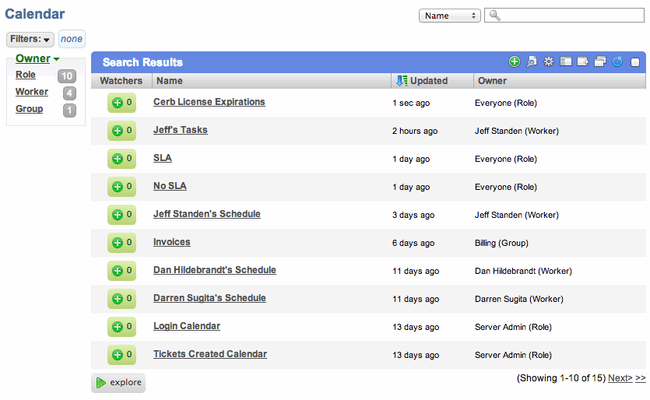 Calendar
Name
Filters: none
Owner
Role 10
Worker 4
Group 1
Search Results
Watchers Name Updated Owner
0 Cerb License Expirations 1 sec ago Everyone (Role)
0 Jeff's Tasks 2 hours ago Jeff Standen (Worker)
0 SLA 1 day ago Everyone (Role)
0 No SLA 1 day ago Everyone (Role)
0 Jeff Standen's Schedule 3 days ago Jeff Standen (Worker)
0 Invoices 6 days ago Billing (Group)
0 Dan Hildebrandt's Schedule 11 days ago Dan Hildebrandt (Worker)
0 Darren Sugita's Schedule 11 days ago Darren Sugita (Worker)
0 Login Calendar 13 days ago Server Admin (Role)
0 Tickets Created Calendar 13 days ago Server Admin (Role)
explore (Showing 1-10 of 15) Next> >>